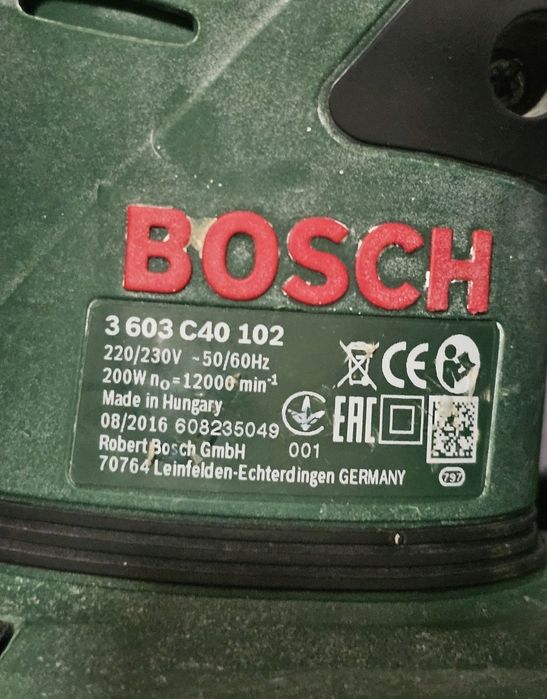 BOSCH
3 603 C40 102
220/230V ~50/60Hz
200W n₀=12000 min⁻¹
Made in Hungary
08/2016 608235049
Robert Bosch GmbH
70764 Leinfelden-Echterdingen GERMANY
CE
EAC
001
797